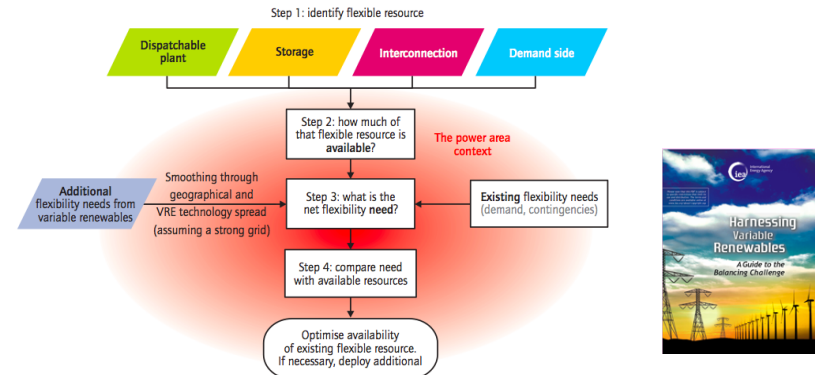 Step 1: identify flexible resource
Dispatchable
plant
Storage
Interconnection
Demand side
Step 2: how much of
that flexible resource is
available?
The power area
context
Additional
flexibility needs from
variable renewables
Smoothing through
geographical and
VRE technology spread
(assuming a strong grid)
Step 3: what is the
net flexibility need?
Existing flexibility needs
(demand, contingencies)
Step 4: compare need
with available resources
Optimise availability
of existing flexible resource.
If necessary, deploy additional
iea
International
Energy Agency
Harnessing
Variable
Renewables
A Guide to the
Balancing Challenge